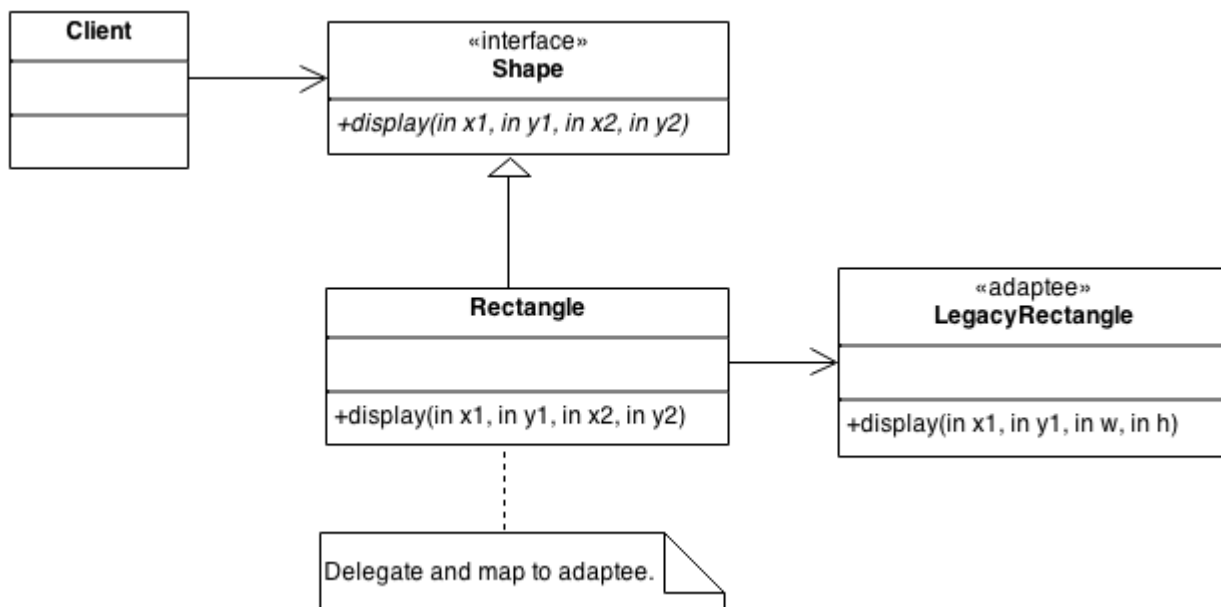 Client
«interface»
Shape
+display(in x1, in y1, in x2, in y2)
Rectangle
+display(in x1, in y1, in x2, in y2)
«adaptee»
LegacyRectangle
+display(in x1, in y1, in w, in h)
Delegate and map to adaptee.